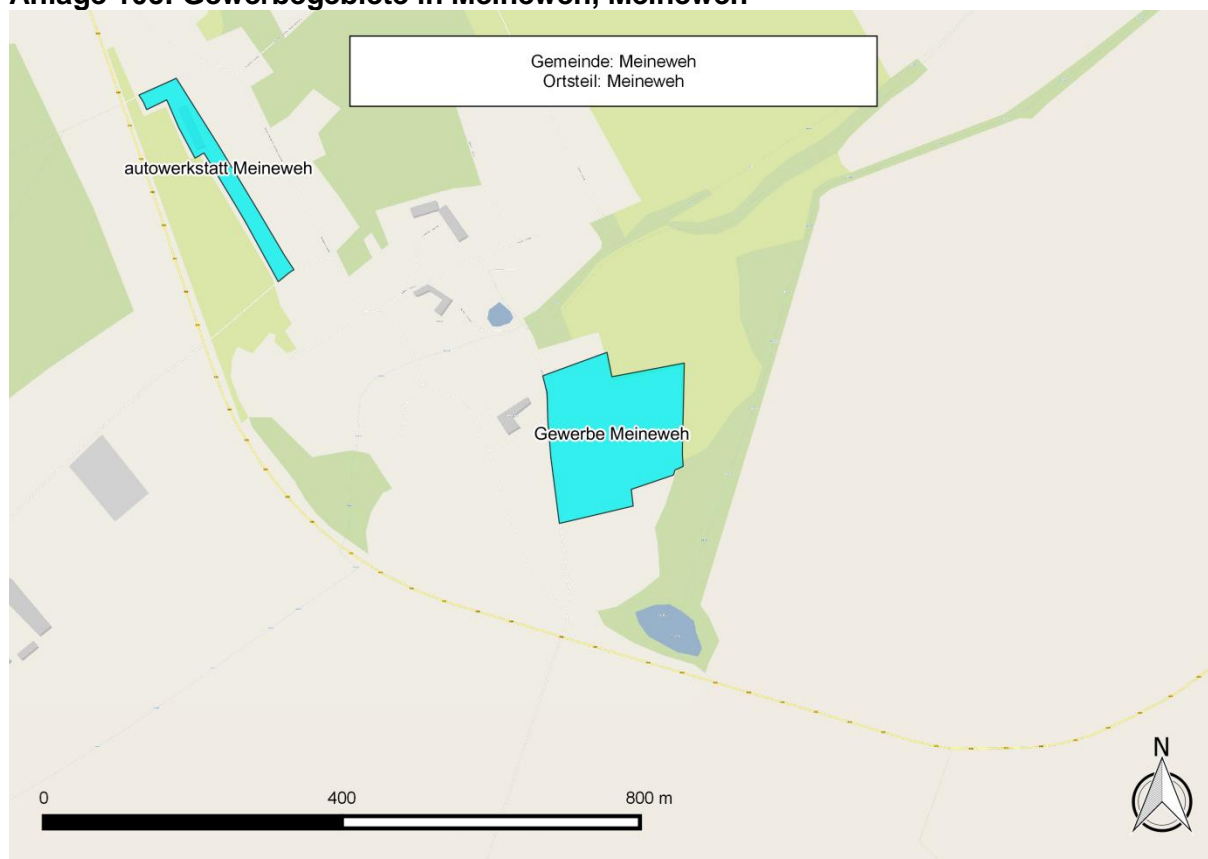 Anlage 106: Gewerbegebiete in Meineweh, Meineweh
Gemeinde: Meineweh
Ortsteil: Meineweh
autowerkstatt Meineweh
Gewerbe Meineweh
N
0 400 800 m